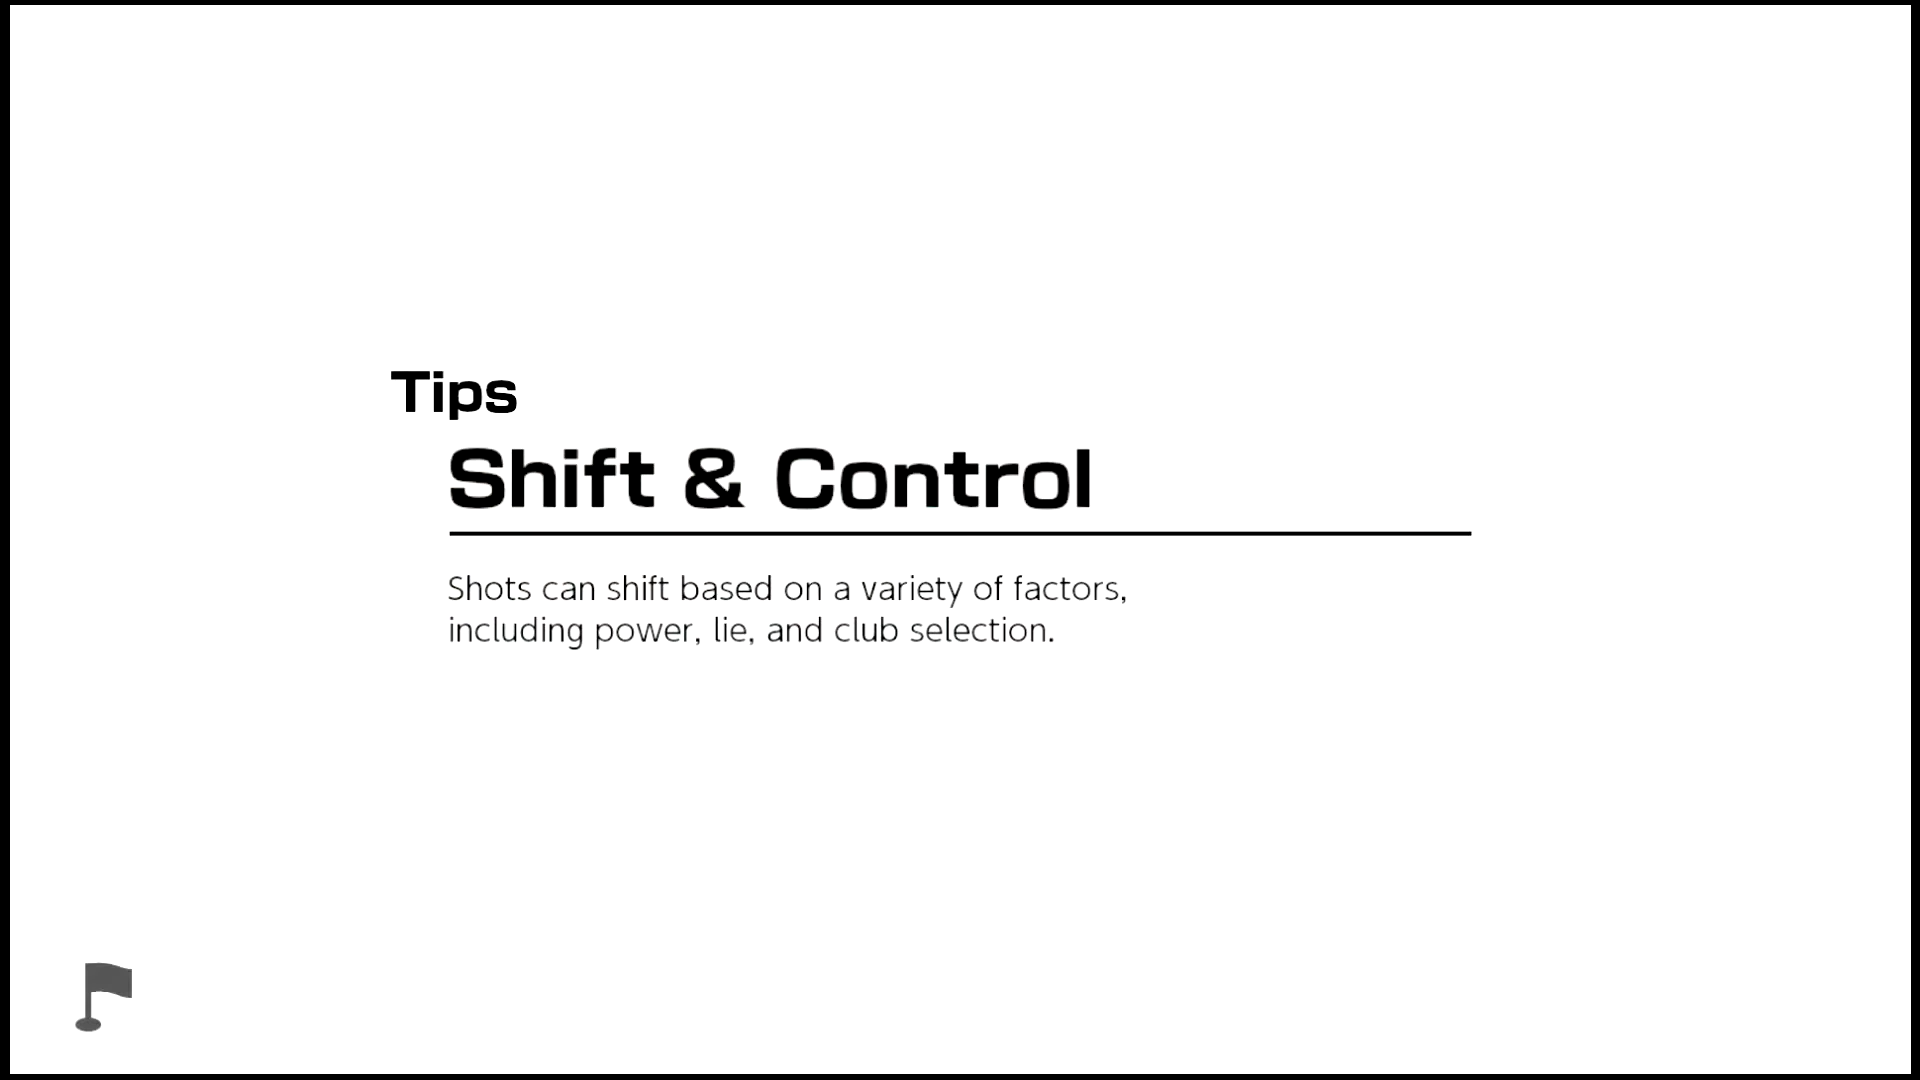 Tips
Shift & Control
Shots can shift based on a variety of factors,
including power, lie, and club selection.